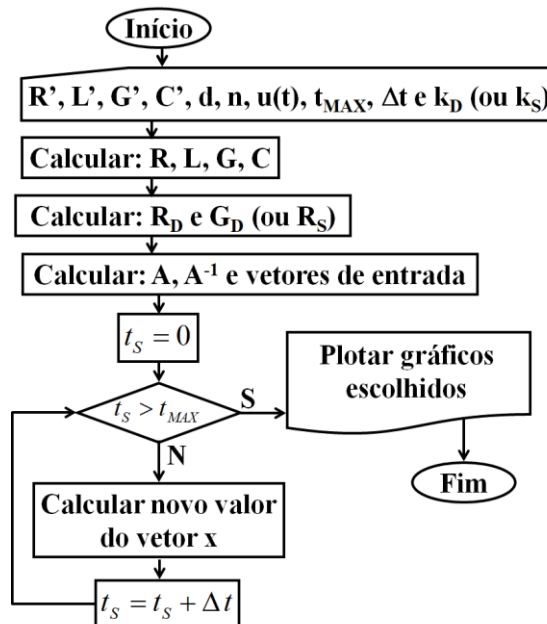 Início
R’, L’, G’, C’, d, n, u(t), tMAX, Δt e kD (ou kS)
Calcular: R, L, G, C
Calcular: RD e GD (ou RS)
Calcular: A, A⁻¹ e vetores de entrada
tS = 0
tS > tMAX
S
Plotar gráficos
escolhidos
N
Fim
Calcular novo valor
do vetor x
tS = tS + Δt